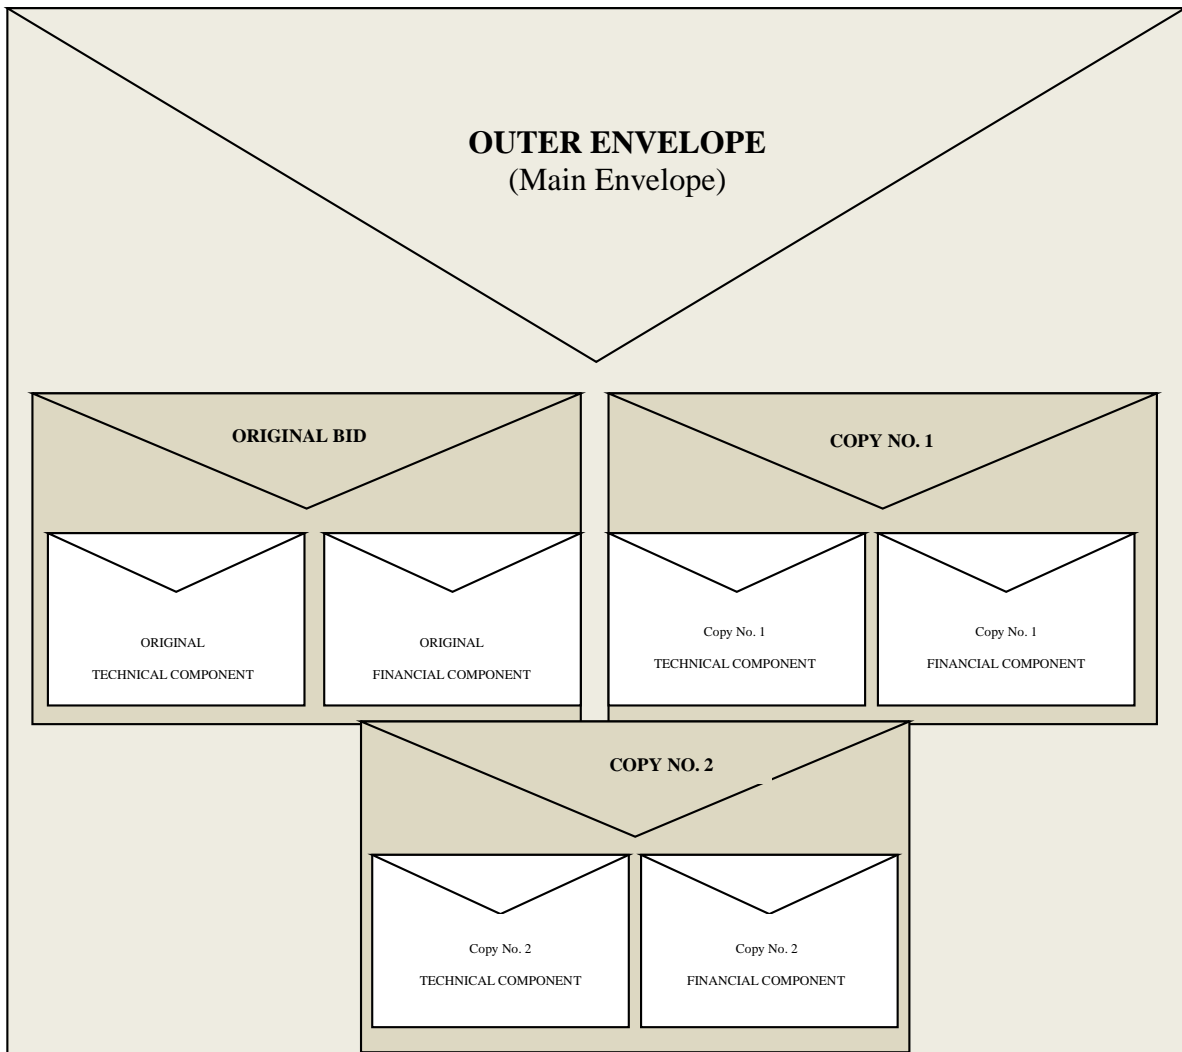 OUTER ENVELOPE
(Main Envelope)
ORIGINAL BID
ORIGINAL
TECHNICAL COMPONENT
ORIGINAL
FINANCIAL COMPONENT
COPY NO. 1
Copy No. 1
TECHNICAL COMPONENT
Copy No. 1
FINANCIAL COMPONENT
COPY NO. 2
Copy No. 2
TECHNICAL COMPONENT
Copy No. 2
FINANCIAL COMPONENT